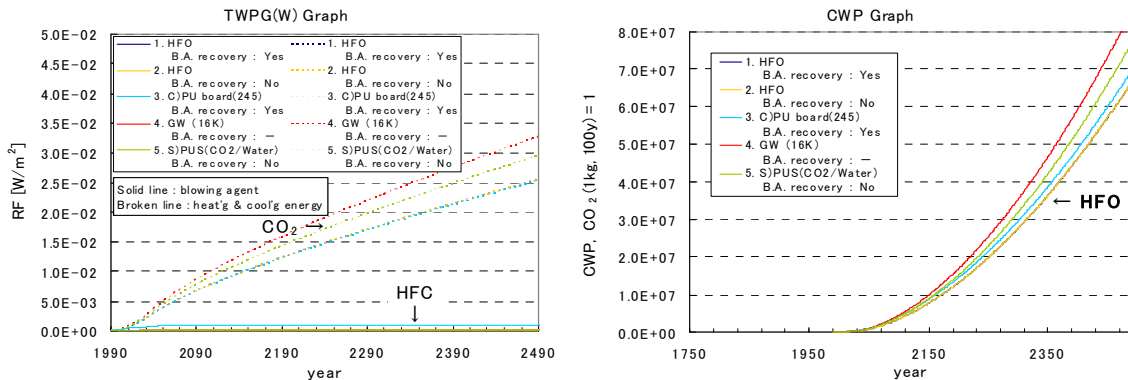 TWPG(W) Graph
RF [W/m²]
5.0E-02
4.5E-02
4.0E-02
3.5E-02
3.0E-02
2.5E-02
2.0E-02
1.5E-02
1.0E-02
5.0E-03
0.0E+00
1. HFO
B.A. recovery : Yes
2. HFO
B.A. recovery : No
3. C)PU board(245)
B.A. recovery : Yes
4. GW (16K)
B.A. recovery : —
5. S)PUS(CO2/Water)
B.A. recovery : No
1. HFO
B.A. recovery : Yes
2. HFO
B.A. recovery : No
3. C)PU board(245)
B.A. recovery : Yes
4. GW (16K)
B.A. recovery : —
5. S)PUS(CO2/Water)
B.A. recovery : No
Solid line : blowing agent
Broken line : heat'g & cool'g energy
CO₂ →
HFC
↓
1990 2090 2190 2290 2390 2490
year
CWP Graph
CWP, CO₂ (1kg, 100y) = 1
8.0E+07
7.0E+07
6.0E+07
5.0E+07
4.0E+07
3.0E+07
2.0E+07
1.0E+07
0.0E+00
1. HFO
B.A. recovery : Yes
2. HFO
B.A. recovery : No
3. C)PU board(245)
B.A. recovery : Yes
4. GW (16K)
B.A. recovery : —
5. S)PUS(CO2/Water)
B.A. recovery : No
← HFO
1750 1950 2150 2350
year